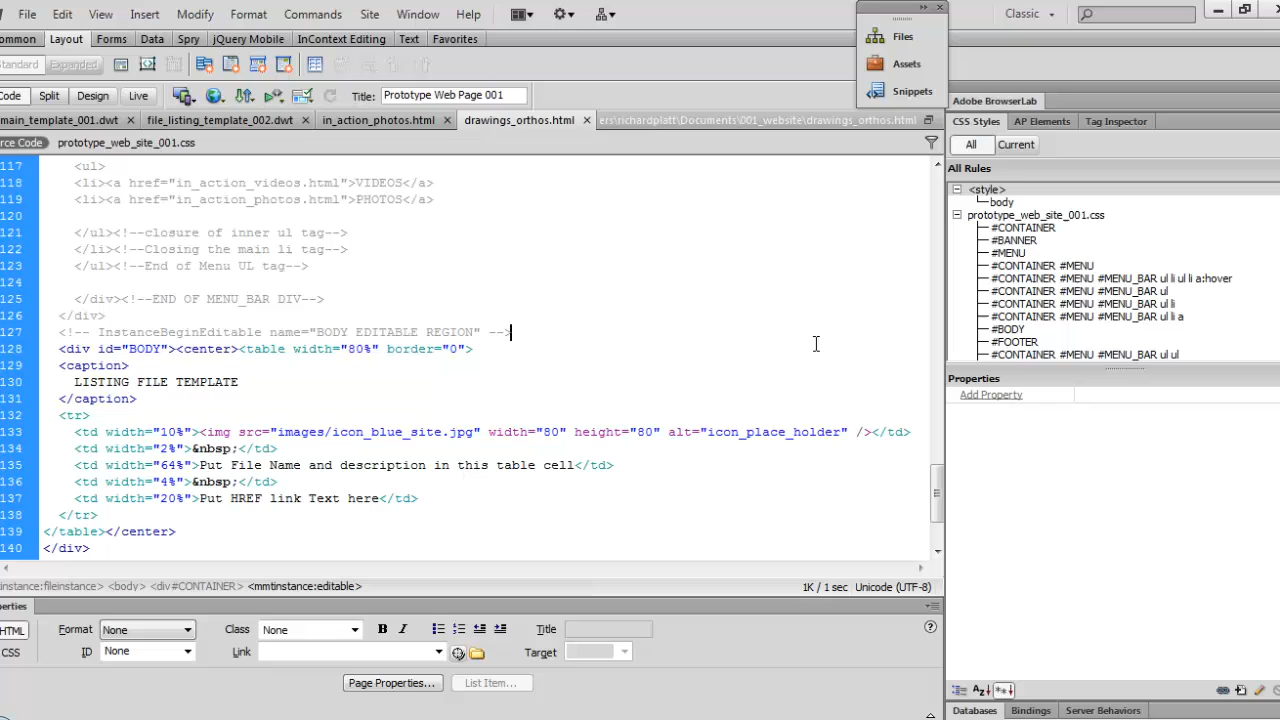 File Edit View Insert Modify Format Commands Site Window Help Classic
Files
Assets
Snippets
Layout Forms Data Spry jQuery Mobile InContext Editing Text Favorites
Standard Expanded
Code Split Design Live Title: Prototype Web Page 001
main_template_001.dwt file_listing_template_002.dwt in_action_photos.html drawings_orthos.html ers\richardplatt\Documents\001_website\drawings_orthos.html
rce Code prototype_web_site_001.css
117 <ul>
118 <li><a href="in_action_videos.html">VIDEOS</a>
119 <li><a href="in_action_photos.html">PHOTOS</a>
120
121 </ul><!--closure of inner ul tag-->
122 </li><!--Closing the main li tag-->
123 </ul><!--End of Menu UL tag-->
124
125 </div><!--END OF MENU_BAR DIV-->
126 </div>
127 <!-- InstanceBeginEditable name="BODY EDITABLE REGION" -->
128 <div id="BODY"><center><table width="80%" border="0">
129 <caption>
130 LISTING FILE TEMPLATE
131 </caption>
132 <tr>
133 <td width="10%"><img src="images/icon_blue_site.jpg" width="80" height="80" alt="icon_place_holder" /></td>
134 <td width="2%">&nbsp;</td>
135 <td width="64%">Put File Name and description in this table cell</td>
136 <td width="4%">&nbsp;</td>
137 <td width="20%">Put HREF link Text here</td>
138 </tr>
139 </table></center>
140 </div>
instance:fileinstance> <body> <div#CONTAINER> <mmtinstance:editable> 1K / 1 sec Unicode (UTF-8)
erties
HTML Format None Class None B I Title
CSS ID None Link Target
Page Properties... List Item...
Adobe BrowserLab
CSS Styles AP Elements Tag Inspector
All Current
All Rules
<style>
body
prototype_web_site_001.css
#CONTAINER
#BANNER
#MENU
#CONTAINER #MENU
#CONTAINER #MENU #MENU_BAR ul li ul li a:hover
#CONTAINER #MENU #MENU_BAR ul
#CONTAINER #MENU #MENU_BAR ul li
#CONTAINER #MENU #MENU_BAR ul li a
#BODY
#FOOTER
#CONTAINER #MENU #MENU_BAR ul ul
Properties
Add Property
Databases Bindings Server Behaviors